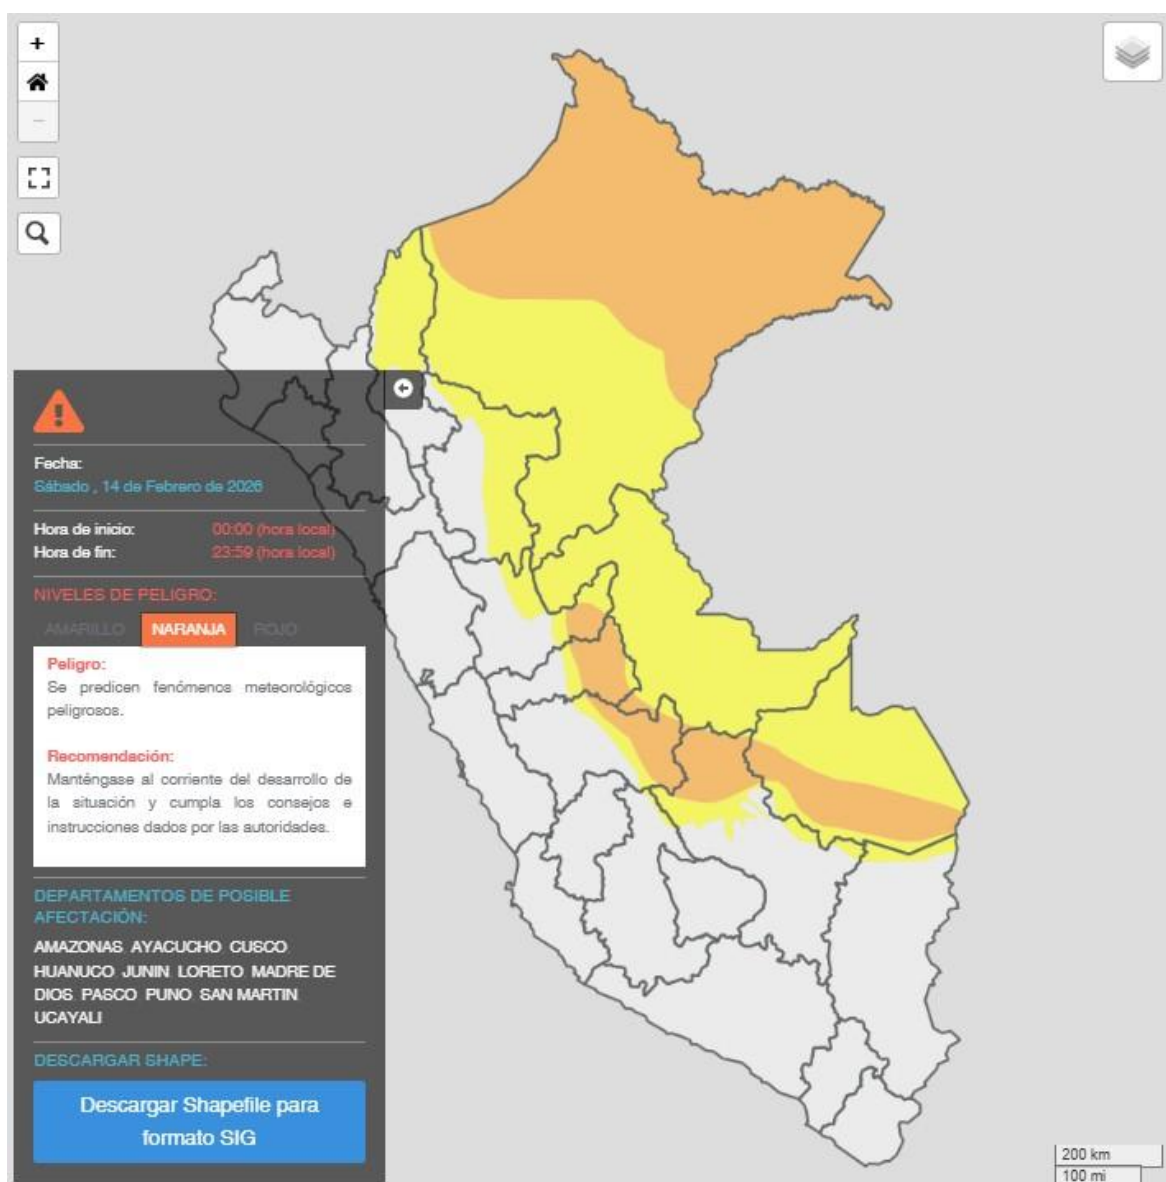 +
−
Fecha:
Sábado , 14 de Febrero de 2026
Hora de inicio: 00:00 (hora local)
Hora de fin: 23:59 (hora local)
NIVELES DE PELIGRO:
AMARILLO NARANJA ROJO
Peligro:
Se predicen fenómenos meteorológicos
peligrosos.
Recomendación:
Manténgase al corriente del desarrollo de
la situación y cumpla los consejos e
instrucciones dados por las autoridades.
DEPARTAMENTOS DE POSIBLE
AFECTACIÓN:
AMAZONAS AYACUCHO CUSCO
HUANUCO JUNIN LORETO MADRE DE
DIOS PASCO PUNO SAN MARTIN
UCAYALI
DESCARGAR SHAPE:
Descargar Shapefile para
formato SIG
200 km
100 mi